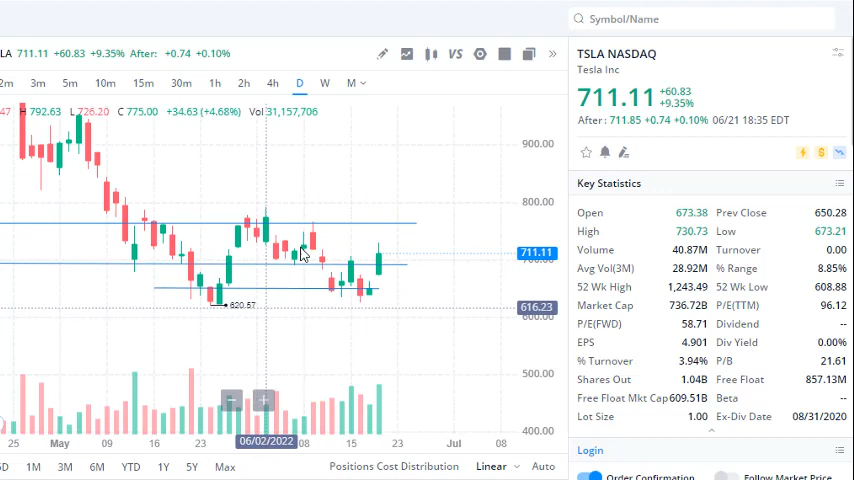 Symbol/Name
LA 711.11 +60.83 +9.35% After: +0.74 +0.10%
VS
2m 3m 5m 10m 15m 30m 1h 2h 4h D W M
47 H 792.63 L 726.20 C 775.00 +34.63 (+4.68%) Vol 31,157,706
900.00
800.00
711.11
700.00
620.57
616.23
600.00
500.00
400.00
25 May 09 16 23 06/02/2022 08 15 23 Jul 08
5D 1M 3M 6M YTD 1Y 5Y Max Positions Cost Distribution Linear Auto
TSLA NASDAQ
Tesla Inc
711.11 +60.83
+9.35%
After : 711.85 +0.74 +0.10% 06/21 18:35 EDT
Key Statistics
Open 673.38 Prev Close 650.28
High 730.73 Low 673.21
Volume 40.87M Turnover 0.00
Avg Vol(3M) 28.92M % Range 8.85%
52 Wk High 1,243.49 52 Wk Low 608.88
Market Cap 736.72B P/E(TTM) 96.12
P/E(FWD) 58.71 Dividend --
EPS 4.901 Div Yield 0.00%
% Turnover 3.94% P/B 21.61
Shares Out 1.04B Free Float 857.13M
Free Float Mkt Cap 609.51B Beta --
Lot Size 1.00 Ex-Div Date 08/31/2020
Login
Order Confirmation Follow Market Price